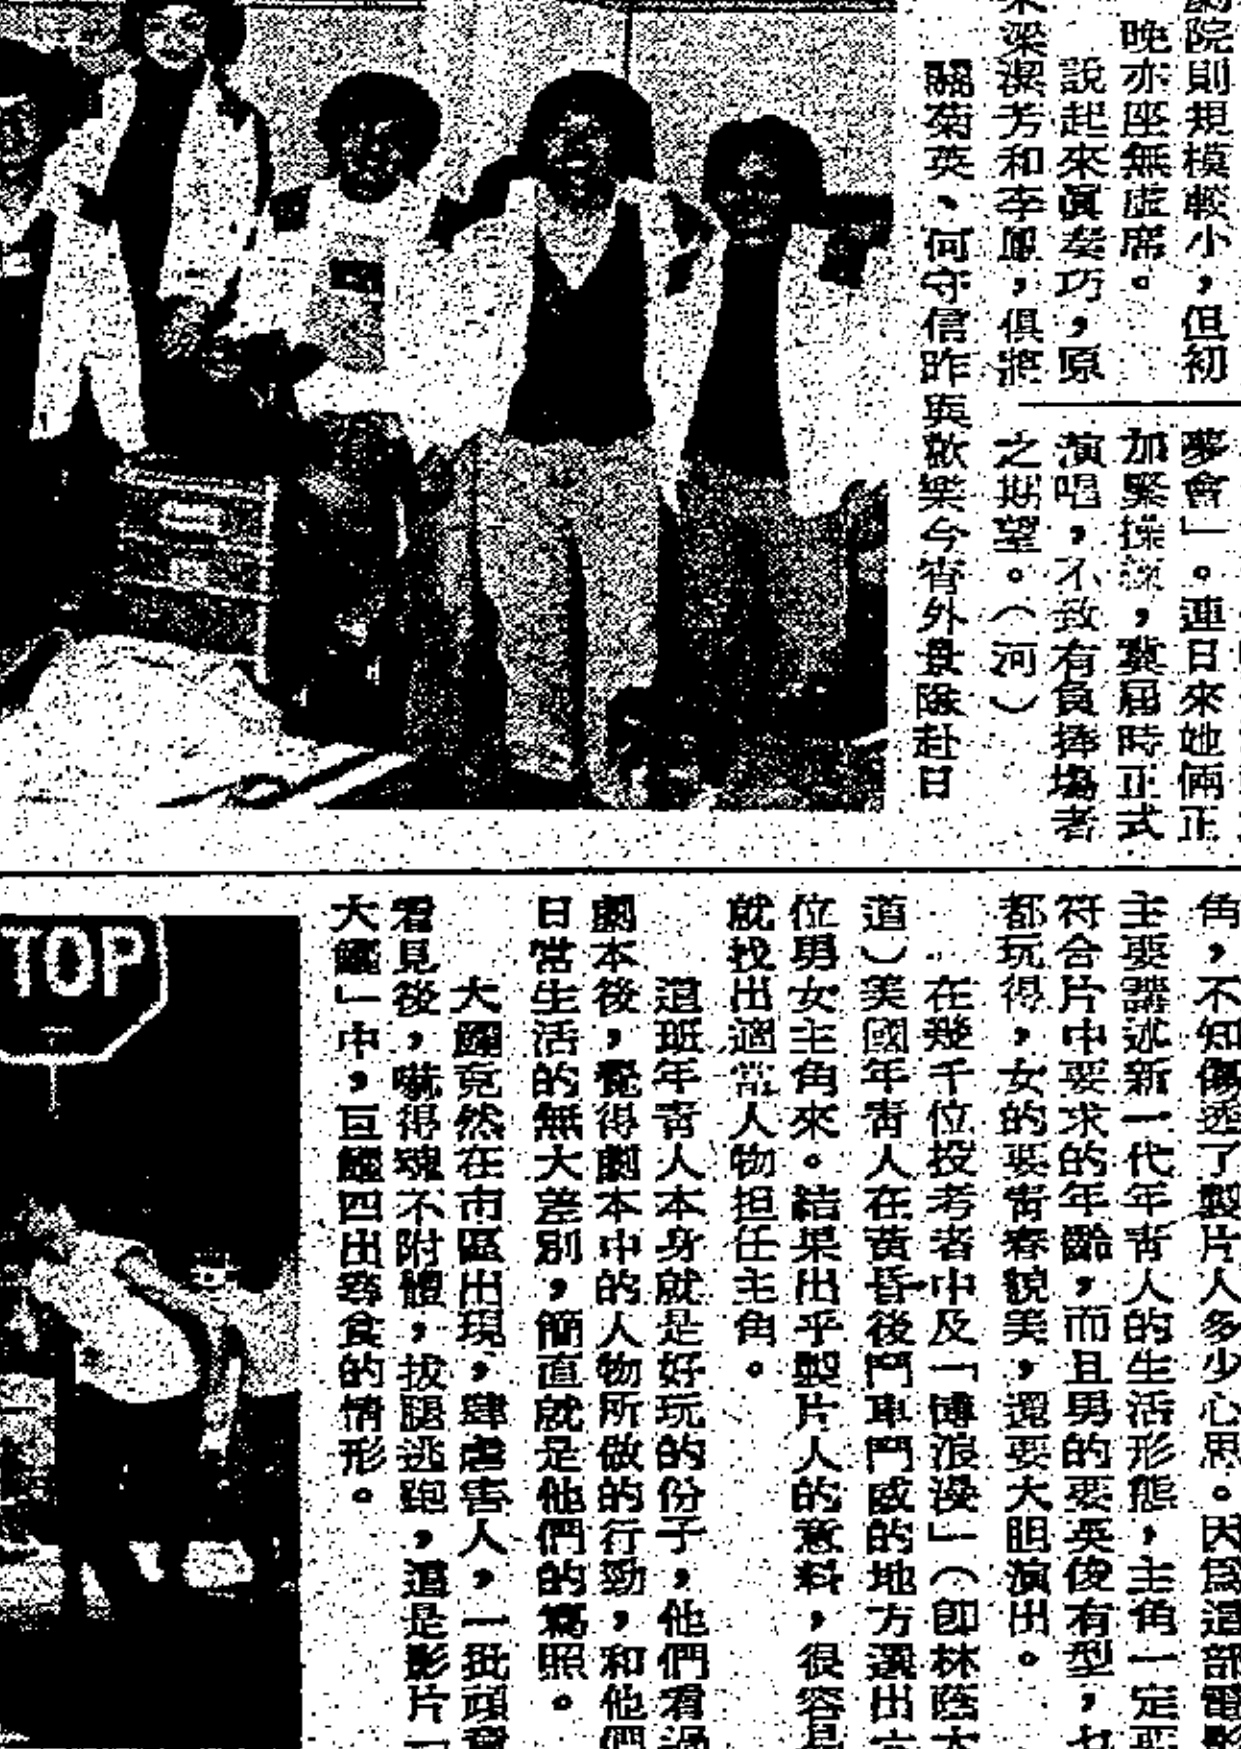 劇院則規模較小，但初
晚亦座無虛席。
說起來眞奏巧，原
來梁潔芳和李鳳，俱將
夢會」。連日來她倆正
加緊操練，冀屆時正式
演唱，不致有負捧場者
之期望。（河）
關菊英、何守信昨與歡樂今宵外景隊赴日
角，不知傷透了製片人多少心思。因爲這部電影
主要講述新一代年靑人的生活形態，主角一定要
符合片中要求的年齡，而且男的要英俊有型，
都玩得，女的要靑春貌美，還要大胆演出。
在幾千位投考者中及「博浪漫」（卽林蔭大
道）美國年靑人在黃昏後鬥車鬥威的地方選出六
位男女主角來。結果出乎製片人的意料，很容易
就找出適當人物担任主角。
這班年靑人本身就是好玩的份子，他們看過
劇本後，覺得劇本中的人物所做的行動，和他們
日常生活的無大差別，簡直就是他們的寫照。
大鱷竟然在市區出現，肆虐害人，一批頑童
看見後，嚇得魂不附體，拔腿逃跑，這是影片「
大鱷」中，巨鱷四出尋食的情形。
TOP